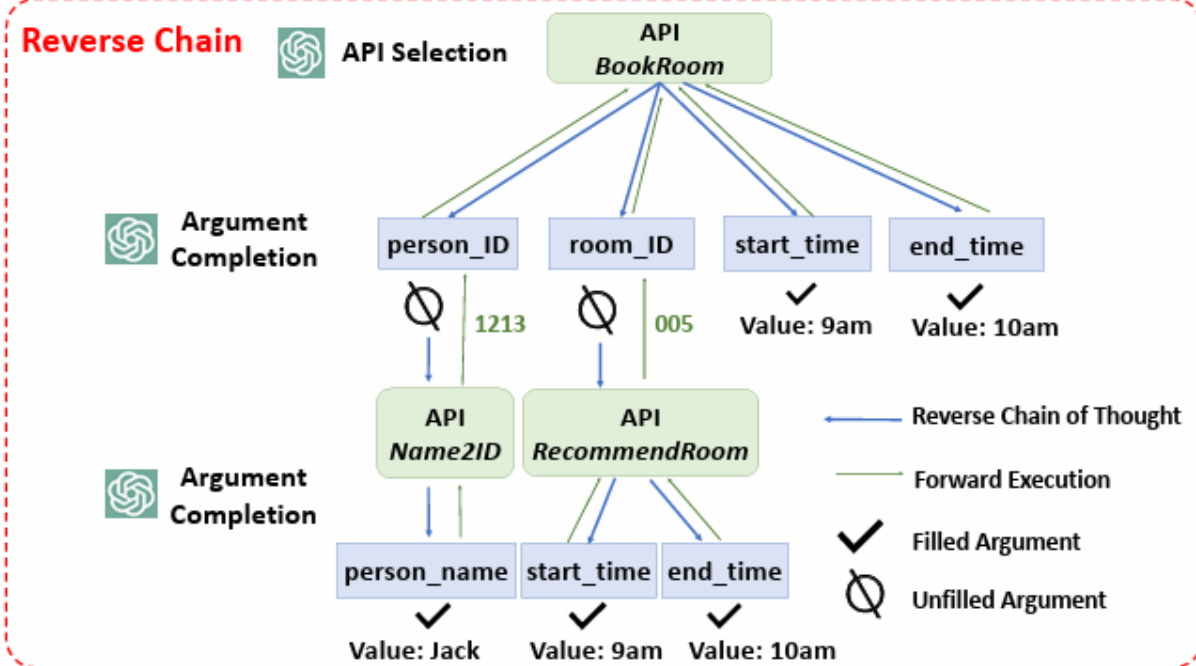 Reverse Chain
API Selection
API
BookRoom
Argument
Completion
person_ID
room_ID
start_time
end_time
1213
005
Value: 9am
Value: 10am
API
Name2ID
API
RecommendRoom
Reverse Chain of Thought
Forward Execution
Argument
Completion
Filled Argument
person_name
start_time
end_time
Unfilled Argument
Value: Jack
Value: 9am
Value: 10am